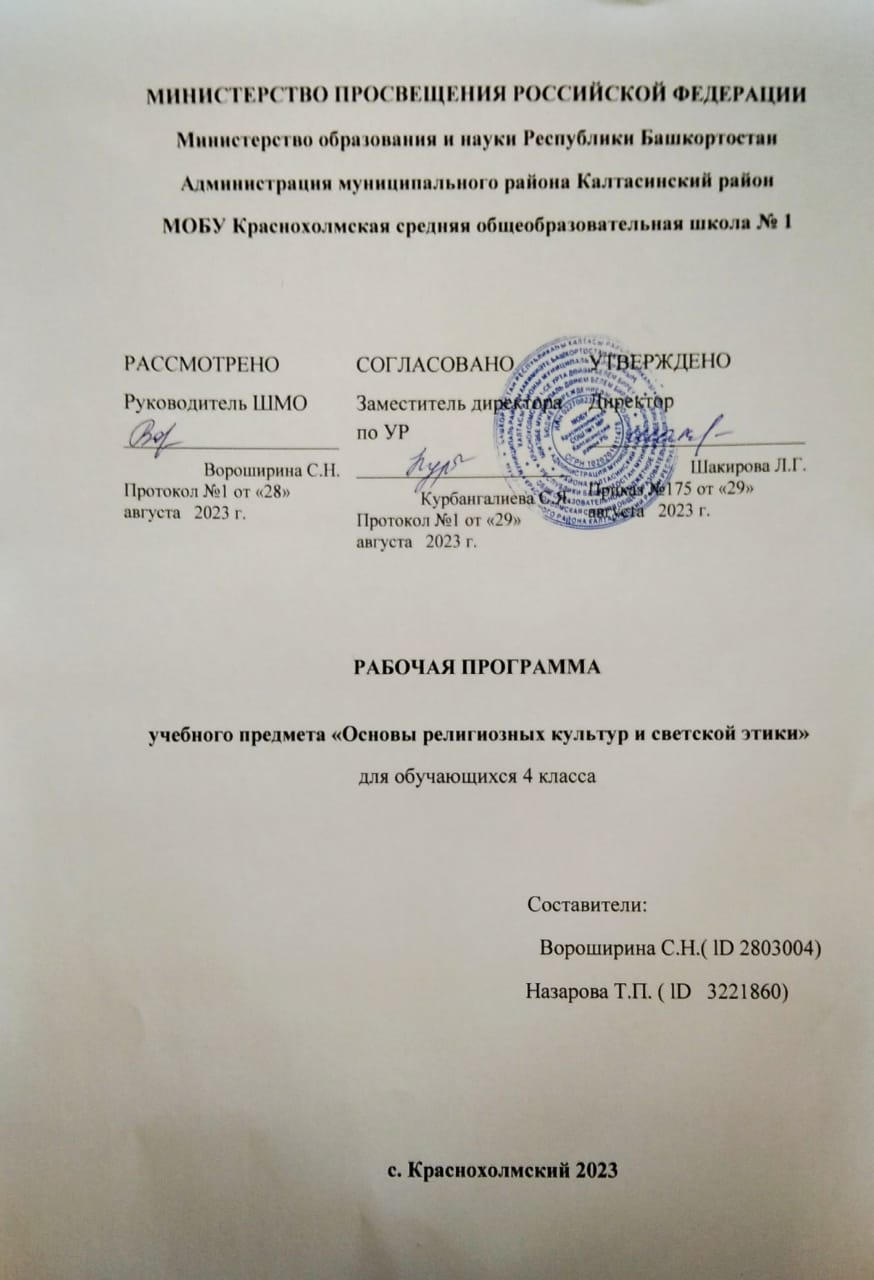 МИНИСТЕРСТВО ПРОСВЕЩЕНИЯ РОССИЙСКОЙ ФЕДЕРАЦИИ
Министерство образования и науки Республики Башкортостан
Администрация муниципального района Калтасинский район
МОБУ Краснохолмская средняя общеобразовательная школа № 1
РАССМОТРЕНО
Руководитель ШМО
Вороширина С.Н.
Протокол №1 от «28»
августа 2023 г.
СОГЛАСОВАНО
Заместитель директора
по УР
Курбангалиева С.Я.
Протокол №1 от «29»
августа 2023 г.
УТВЕРЖДЕНО
Директор
Шакирова Л.Г.
Приказ №175 от «29»
августа 2023 г.
РАБОЧАЯ ПРОГРАММА
учебного предмета «Основы религиозных культур и светской этики»
для обучающихся 4 класса
Составители:
Вороширина С.Н.( ID 2803004)
Назарова Т.П. ( ID 3221860)
с. Краснохолмский 2023